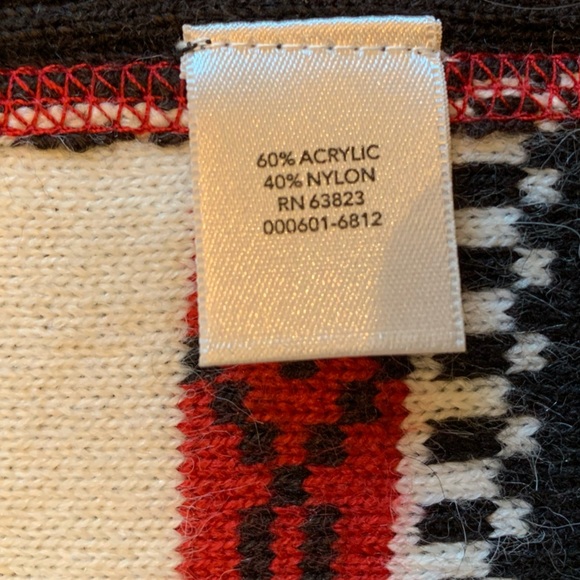 60% ACRYLIC
40% NYLON
RN 63823
000601-6812